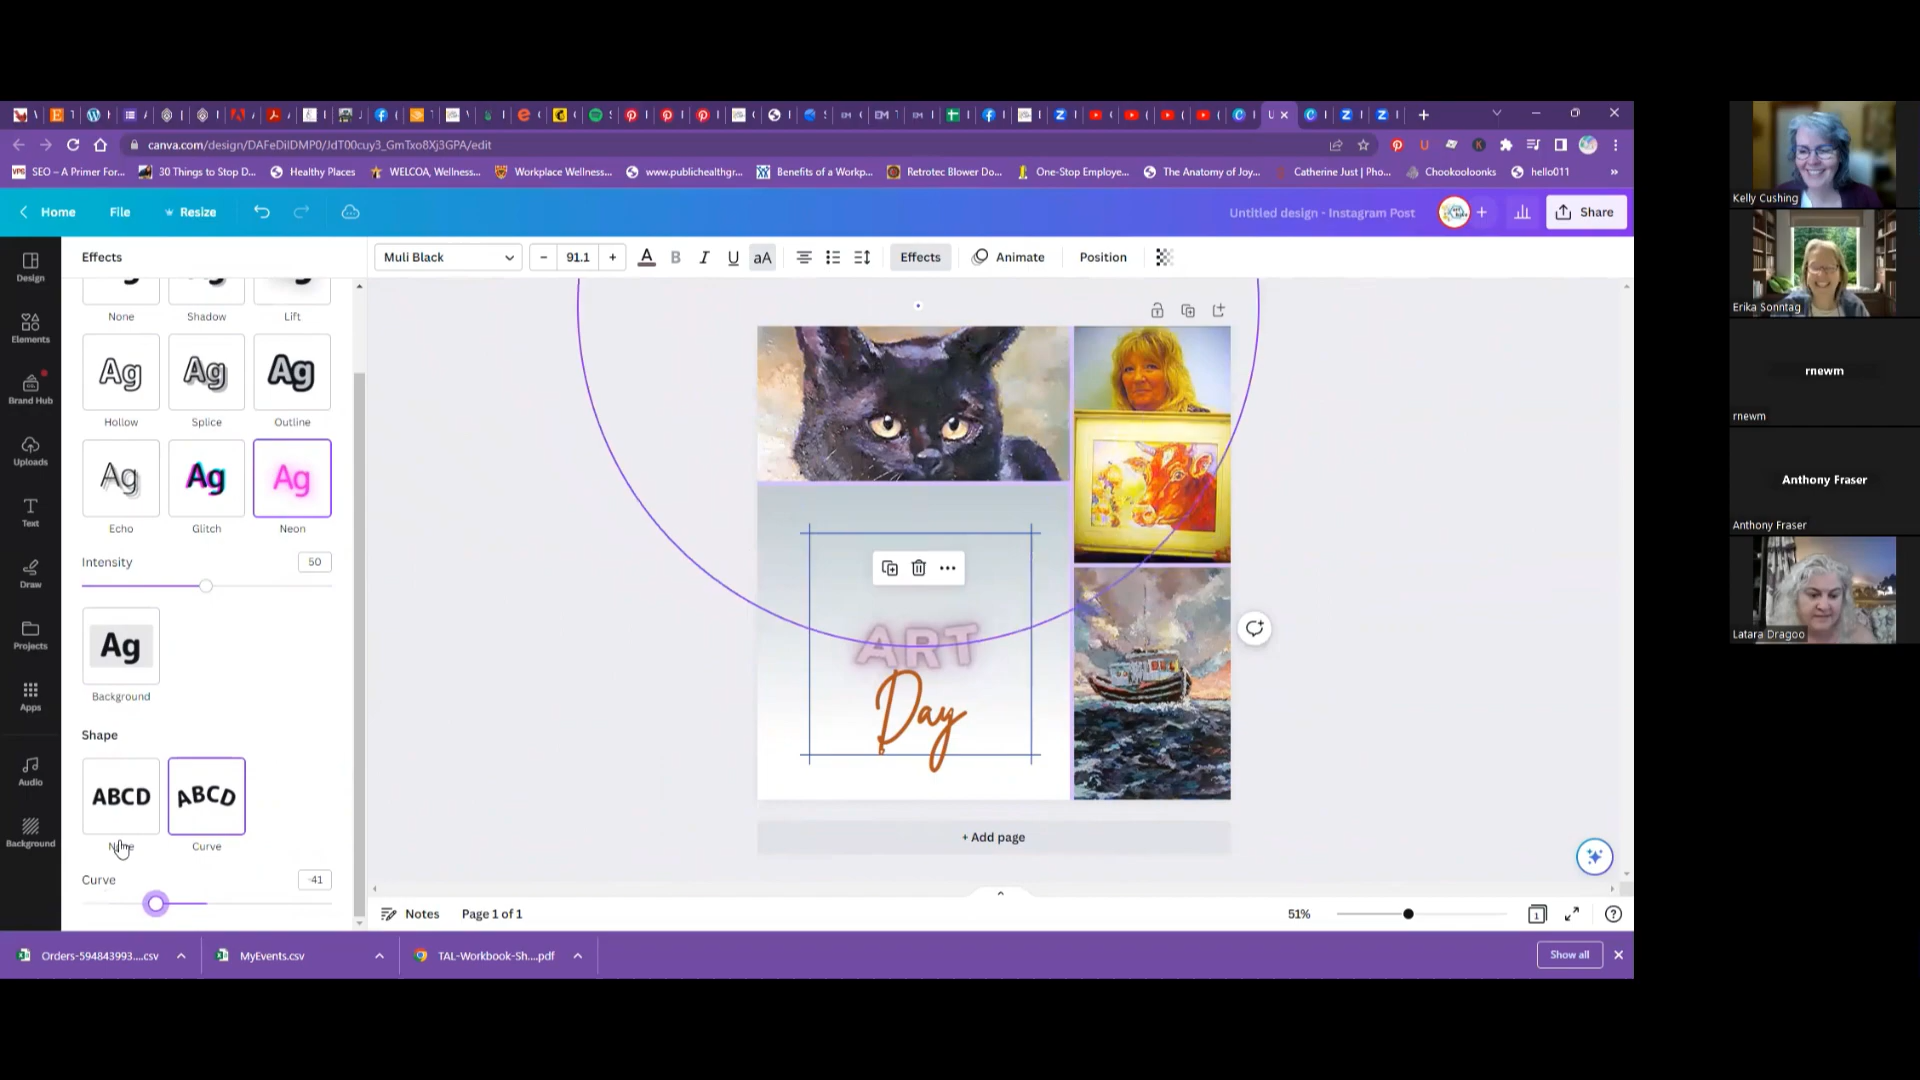 canva.com/design/DAFeDilDMP0/JdT00cuy3_GmTxo8Xj3GPA/edit
SEO – A Primer For...
30 Things to Stop D...
Healthy Places
WELCOA, Wellness...
Workplace Wellness...
www.publichealthgr...
Benefits of a Workp...
Retrotec Blower Do...
One-Stop Employe...
The Anatomy of Joy...
Catherine Just | Pho...
Chookooloonks
hello011
»
Home
File
Resize
Untitled design - Instagram Post
Share
Design
Elements
Brand Hub
Uploads
Text
Draw
Projects
Apps
Audio
Background
Effects
None
Shadow
Lift
Ag
Ag
Ag
Hollow
Splice
Outline
Ag
Ag
Ag
Echo
Glitch
Neon
Intensity
50
Ag
Background
Shape
ABCD
ABCD
Curve
Curve
-41
Muli Black
91.1
A
B
I
U
aA
Effects
Animate
Position
ART
Day
+ Add page
Notes
Page 1 of 1
51%
1
Orders-594843993....csv
MyEvents.csv
TAL-Workbook-Sh....pdf
Show all
Kelly Cushing
Erika Sonntag
rnewm
rnewm
Anthony Fraser
Anthony Fraser
Latara Dragoo